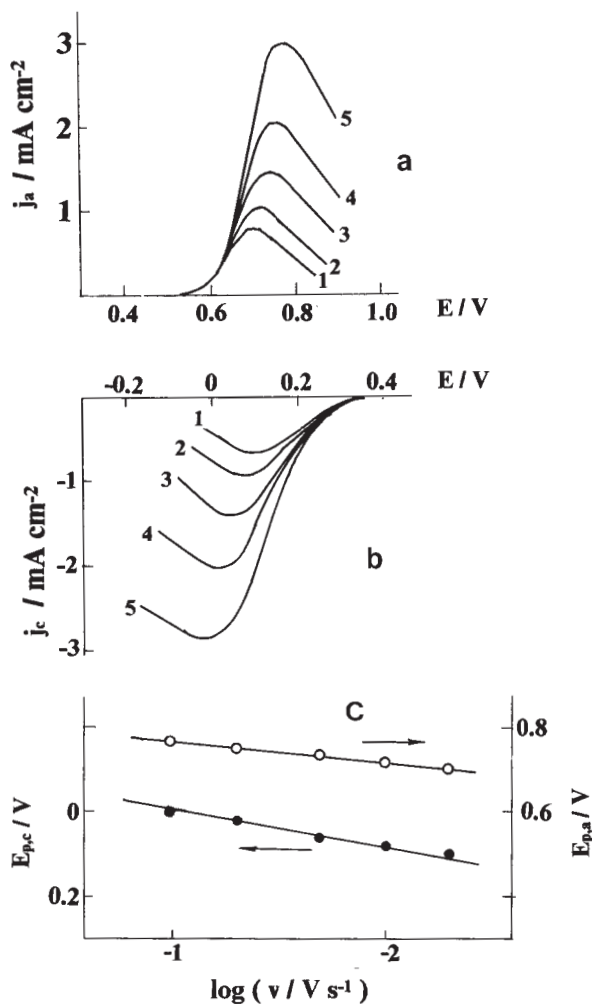 3
2
1
j_a / mA cm⁻²
5
4
3
2
1
a
0.4 0.6 0.8 1.0
E / V
-0.2 0 0.2 0.4 E / V
1
2
3
4
5
-1
-2
-3
j_c / mA cm⁻²
b
C
0
0.2
E_p,c / V
0.8
0.6
E_p,a / V
-1 -2
log ( v / V s⁻¹ )